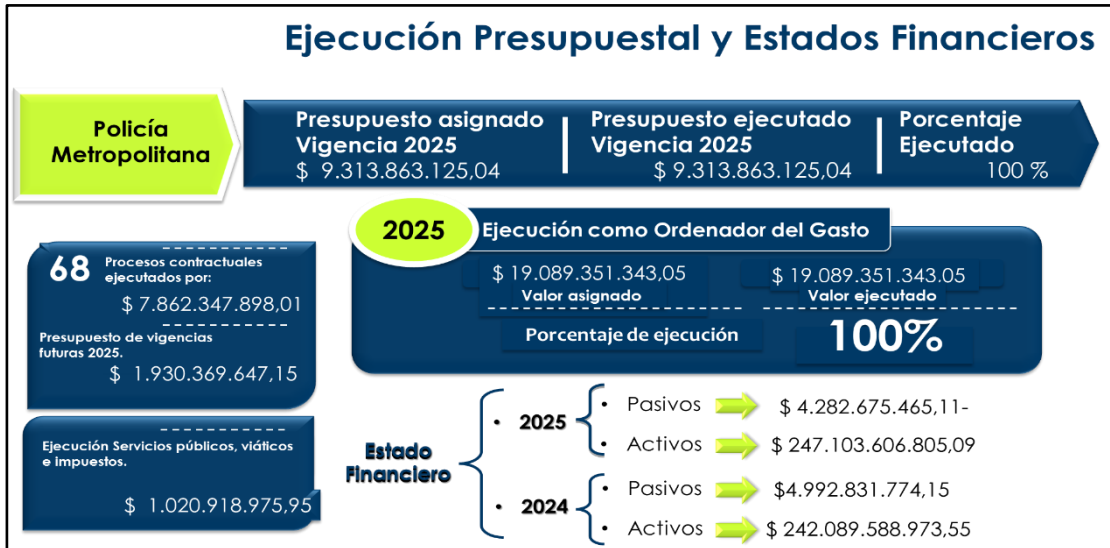 Ejecución Presupuestal y Estados Financieros
Policía
Metropolitana
Presupuesto asignado
Vigencia 2025
$ 9.313.863.125,04
Presupuesto ejecutado
Vigencia 2025
$ 9.313.863.125,04
Porcentaje
Ejecutado
100 %
2025
Ejecución como Ordenador del Gasto
$ 19.089.351.343,05
Valor asignado
$ 19.089.351.343.05
Valor ejecutado
Porcentaje de ejecución
100%
68
Procesos contractuales
ejecutados por:
$ 7.862.347.898,01
Presupuesto de vigencias
futuras 2025.
$ 1.930.369.647,15
Ejecución Servicios públicos, viáticos
e impuestos.
$ 1.020.918.975,95
Estado
Financiero
• 2025
• Pasivos $ 4.282.675.465,11-
• Activos $ 247.103.606.805,09
• 2024
• Pasivos $4.992.831.774,15
• Activos $ 242.089.588.973,55